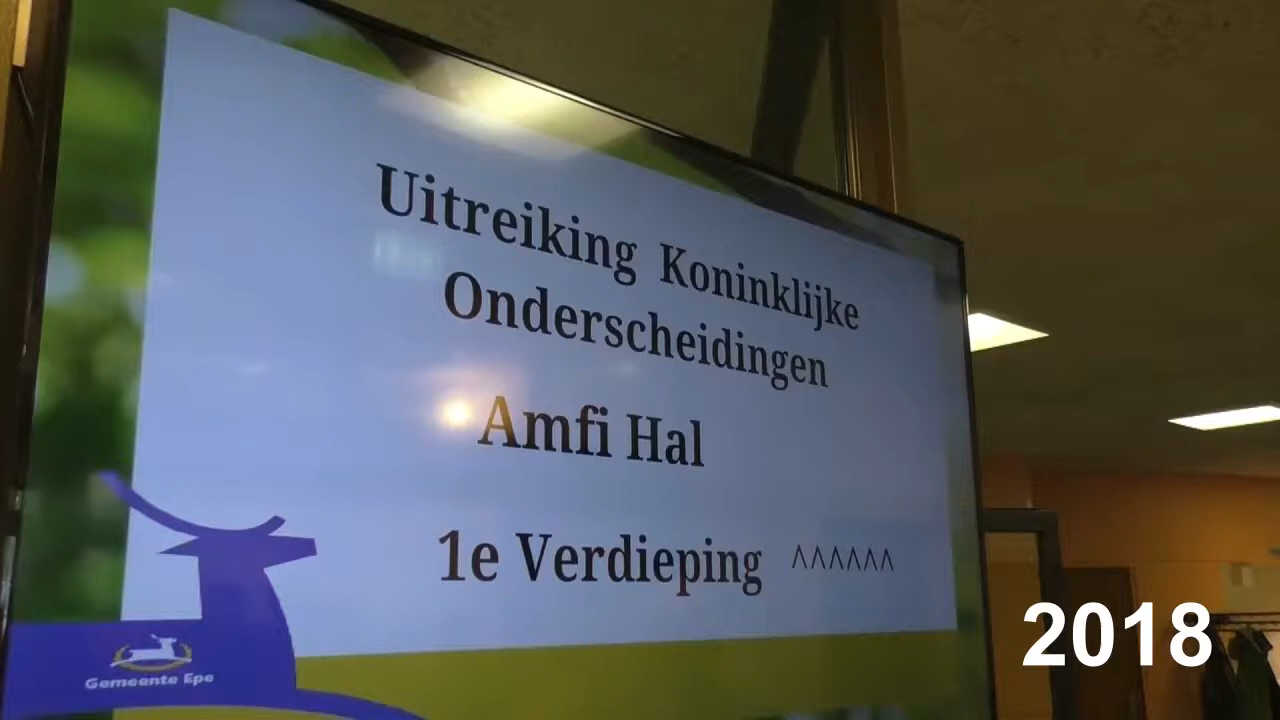 Uitreiking Koninklijke
Onderscheidingen
Amfi Hal
1e Verdieping ^^^^^^
Gemeente Epe
2018